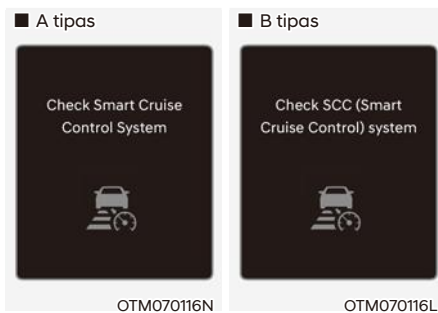 ■ A tipas
Check Smart Cruise
Control System
OTM070116N
■ B tipas
Check SCC (Smart
Cruise Control) system
OTM070116L